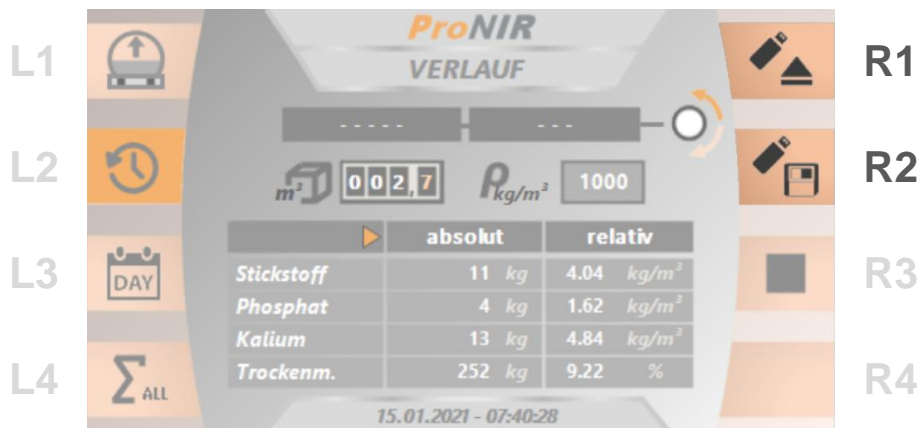 ProNIR
VERLAUF
L1
R1
- - - - -
- - -
L2
R2
m³ 002,7 ρkg/m³ 1000
absolut relativ
L3
DAY
R3
Stickstoff 11 kg 4.04 kg/m³
Phosphat 4 kg 1.62 kg/m³
Kalium 13 kg 4.84 kg/m³
Trockenm. 252 kg 9.22 %
L4
Σ ALL
R4
15.01.2021 - 07:40:28